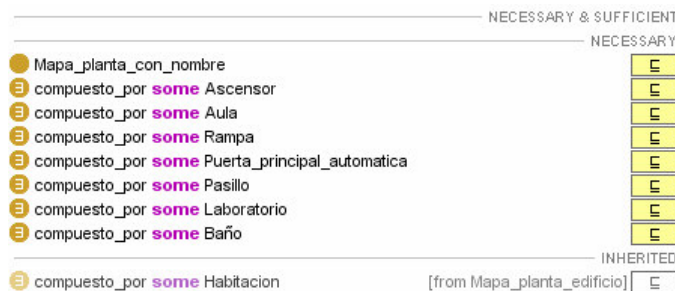 NECESSARY & SUFFICIENT
NECESSARY
Mapa_planta_con_nombre ⊑
∃ compuesto_por some Ascensor ⊑
∃ compuesto_por some Aula ⊑
∃ compuesto_por some Rampa ⊑
∃ compuesto_por some Puerta_principal_automatica ⊑
∃ compuesto_por some Pasillo ⊑
∃ compuesto_por some Laboratorio ⊑
∃ compuesto_por some Baño ⊑
INHERITED
∃ compuesto_por some Habitacion [from Mapa_planta_edificio] ⊑